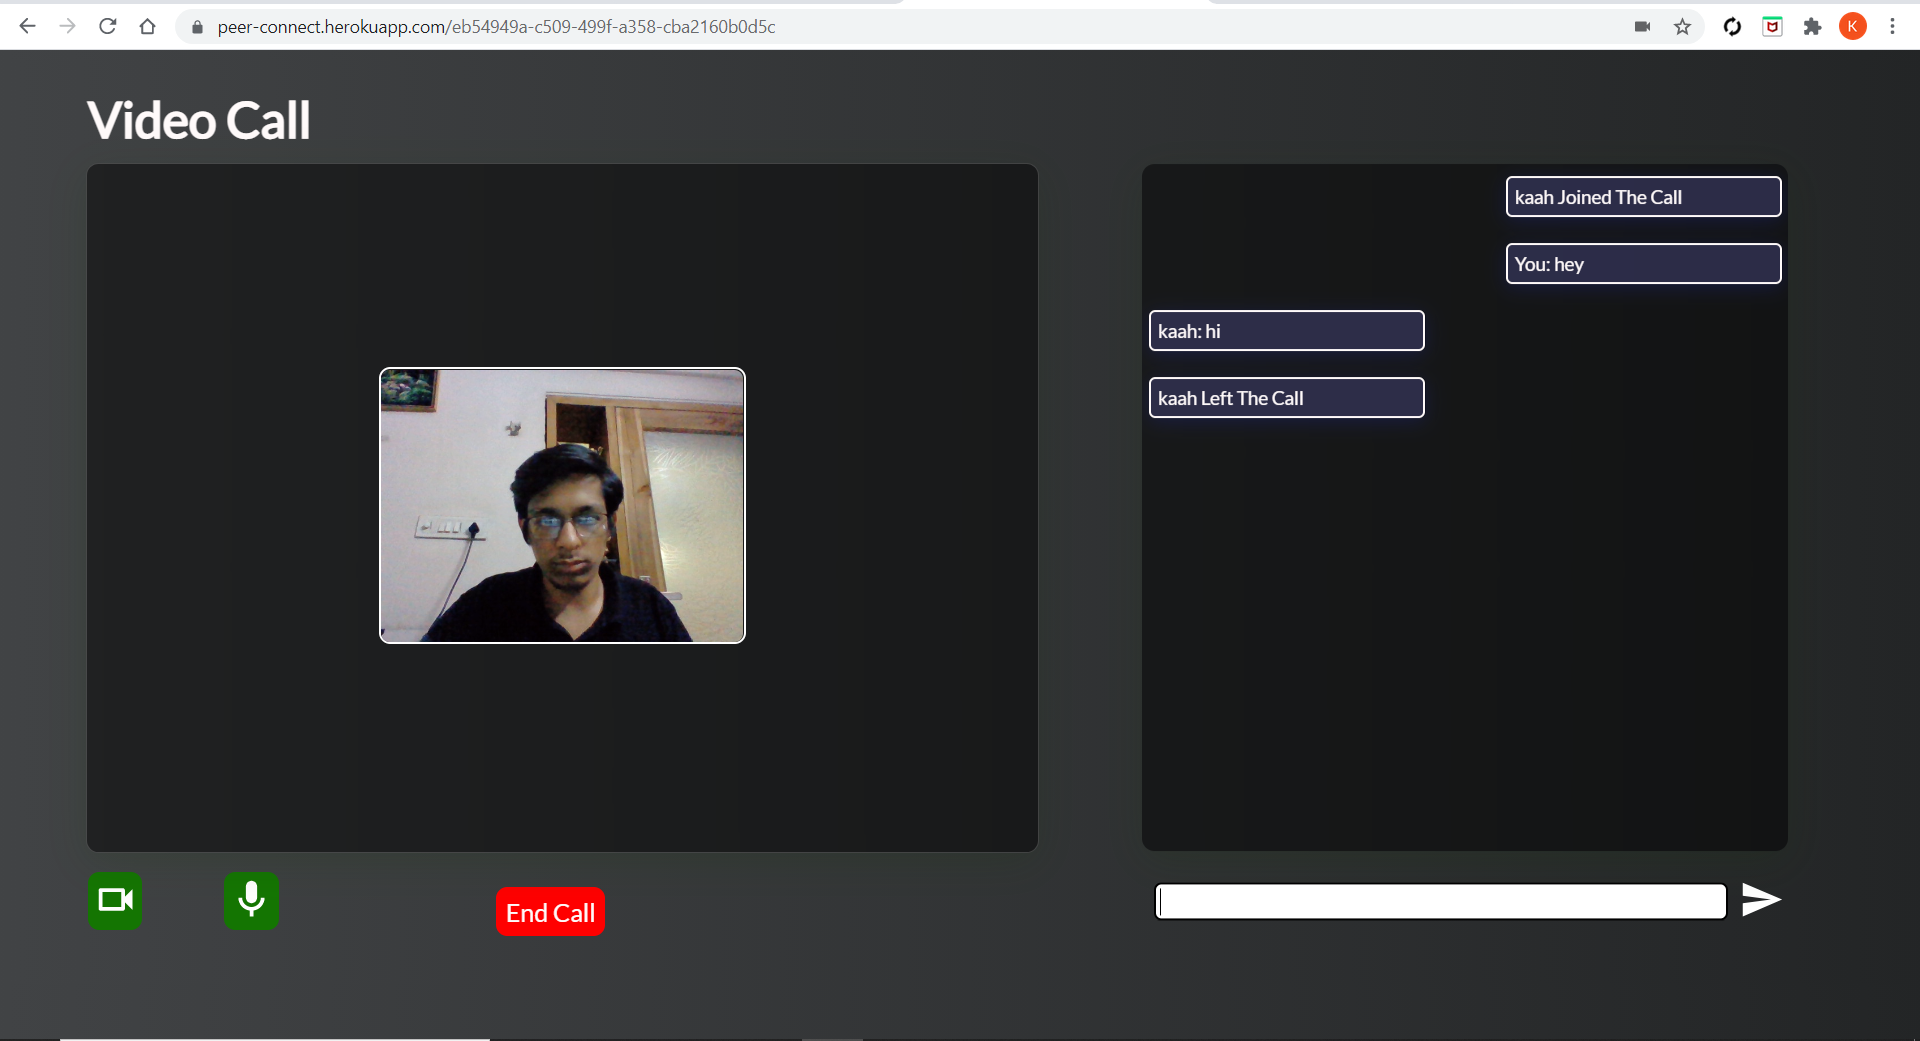 peer-connect.herokuapp.com/eb54949a-c509-499f-a358-cba2160b0d5c
K
Video Call
kaah Joined The Call
You: hey
kaah: hi
kaah Left The Call
End Call